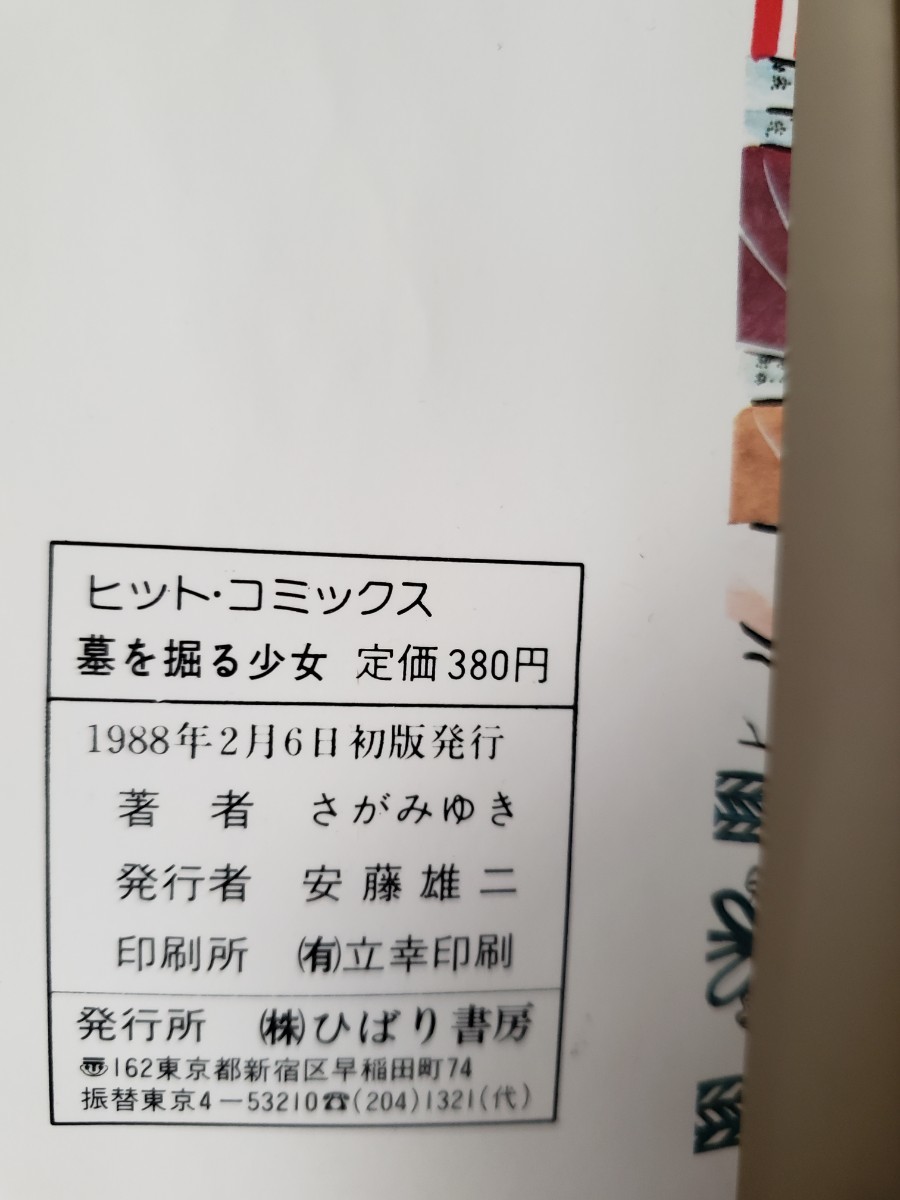 ヒット・コミックス
墓を掘る少女 定価380円
1988年2月6日初版発行
著者 さがみゆき
発行者 安藤雄二
印刷所 ㈲立幸印刷
発行所 ㈱ひばり書房
〠162東京都新宿区早稲田町74
振替東京4－53210☎(204)1321(代)